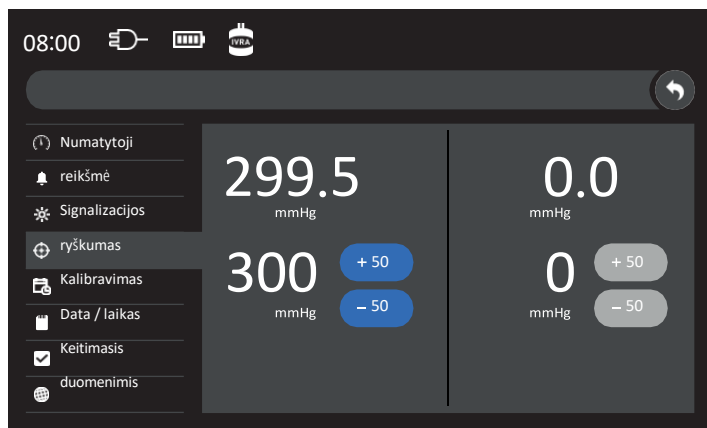 08:00
IVRA
Numatytoji
reikšmė
Signalizacijos
ryškumas
Kalibravimas
Data / laikas
Keitimasis
duomenimis
299.5
mmHg
300
mmHg
+ 50
– 50
0.0
mmHg
0
mmHg
+ 50
– 50